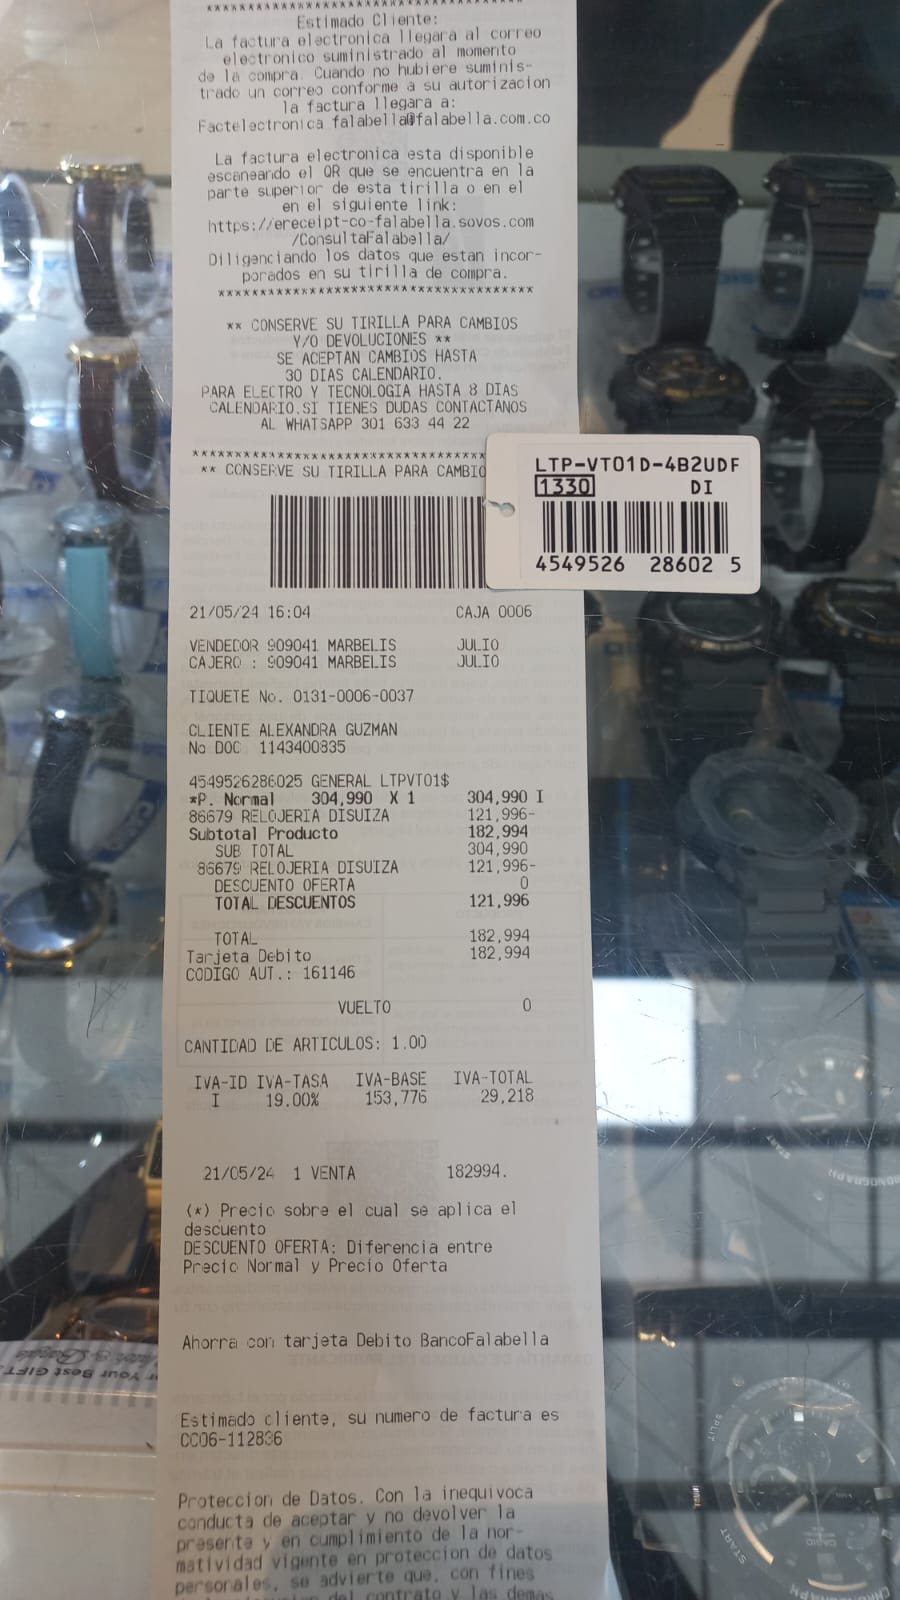 ************************************
Estimado Cliente:
La factura electronica llegara al correo
electronico suministrado al momento
de la compra. Cuando no hubiere suminis-
trado un correo conforme a su autorizacion
la factura llegara a:
Factelectronica falabella@falabella.com.co
La factura electronica esta disponible
escaneando el QR que se encuentra en la
parte superior de esta tirilla o en el
en el siguiente link:
https://ereceipt-co-falabella.sovos.com
/ConsultaFalabella/
Diligenciando los datos que estan incor-
porados en su tirilla de compra.
************************************
** CONSERVE SU TIRILLA PARA CAMBIOS
Y/O DEVOLUCIONES **
SE ACEPTAN CAMBIOS HASTA
30 DIAS CALENDARIO.
PARA ELECTRO Y TECNOLOGIA HASTA 8 DIAS
CALENDARIO.SI TIENES DUDAS CONTACTANOS
AL WHATSAPP 301 633 44 22
************************************
** CONSERVE SU TIRILLA PARA CAMBIO
LTP-VT01D-4B2UDF
1330 DI
4549526 28602 5
21/05/24 16:04 CAJA 0006
VENDEDOR 909041 MARBELIS JULIO
CAJERO : 909041 MARBELIS JULIO
TIQUETE No. 0131-0006-0037
CLIENTE ALEXANDRA GUZMAN
No DOC 1143400835
4549526286025 GENERAL LTPVT01$
*P. Normal 304,990 X 1 304,990 I
86679 RELOJERIA DISUIZA 121,996-
Subtotal Producto 182,994
SUB TOTAL 304,990
86679 RELOJERIA DISUIZA 121,996-
DESCUENTO OFERTA 0
TOTAL DESCUENTOS 121,996
TOTAL 182,994
Tarjeta Debito 182,994
CODIGO AUT.: 161146
VUELTO 0
CANTIDAD DE ARTICULOS: 1.00
IVA-ID IVA-TASA IVA-BASE IVA-TOTAL
I 19.00% 153,776 29,218
21/05/24 1 VENTA 182994.
(*) Precio sobre el cual se aplica el
descuento
DESCUENTO OFERTA: Diferencia entre
Precio Normal y Precio Oferta
Ahorra con tarjeta Debito BancoFalabella
Estimado cliente, su numero de factura es
CC06-112836
Proteccion de Datos. Con la inequivoca
conducta de aceptar y no devolver la
presente y en cumplimiento de la nor-
matividad vigente en proteccion de datos
personales, se advierte que, con fines
del contrato y las demas